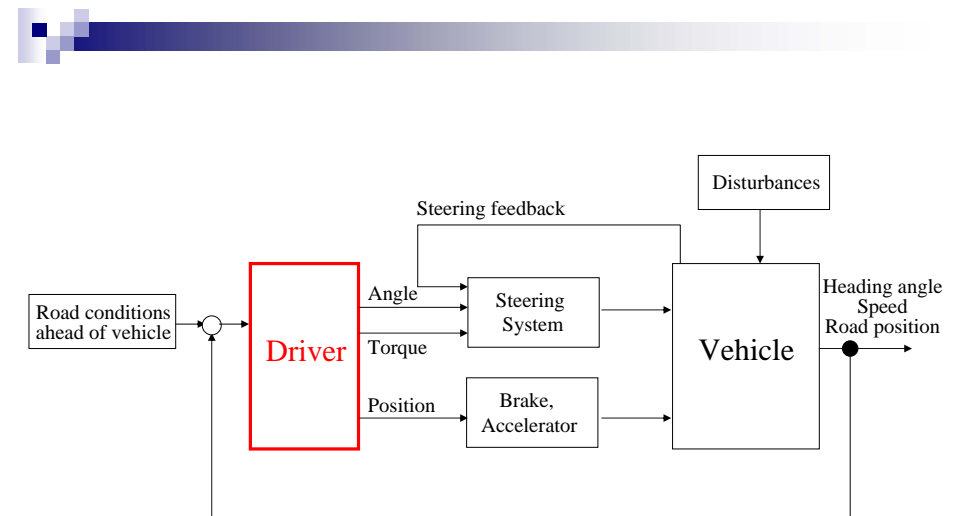 Disturbances
Steering feedback
Road conditions
ahead of vehicle
Driver
Angle
Torque
Position
Steering
System
Brake,
Accelerator
Vehicle
Heading angle
Speed
Road position